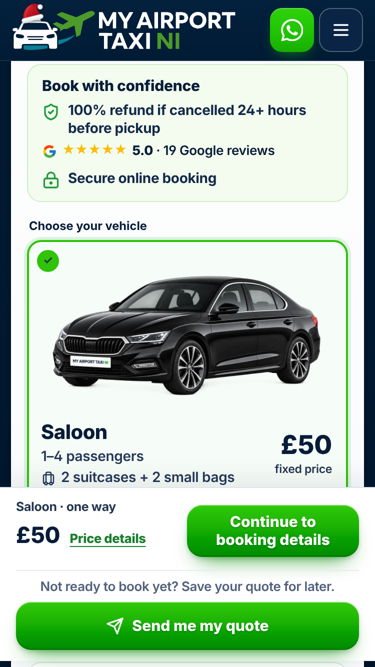 MY AIRPORT
TAXI NI
Book with confidence
100% refund if cancelled 24+ hours
before pickup
5.0 · 19 Google reviews
Secure online booking
Choose your vehicle
MY AIRPORT TAXI NI
Saloon
1–4 passengers
£50
fixed price
2 suitcases + 2 small bags
Saloon · one way
£50 Price details
Continue to
booking details
Not ready to book yet? Save your quote for later.
Send me my quote